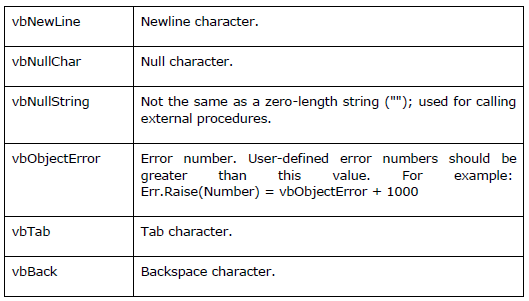 vbNewLine Newline character.
vbNullChar Null character.
vbNullString Not the same as a zero-length string (""); used for calling
external procedures.
vbObjectError Error number. User-defined error numbers should be
greater than this value. For example:
Err.Raise(Number) = vbObjectError + 1000
vbTab Tab character.
vbBack Backspace character.